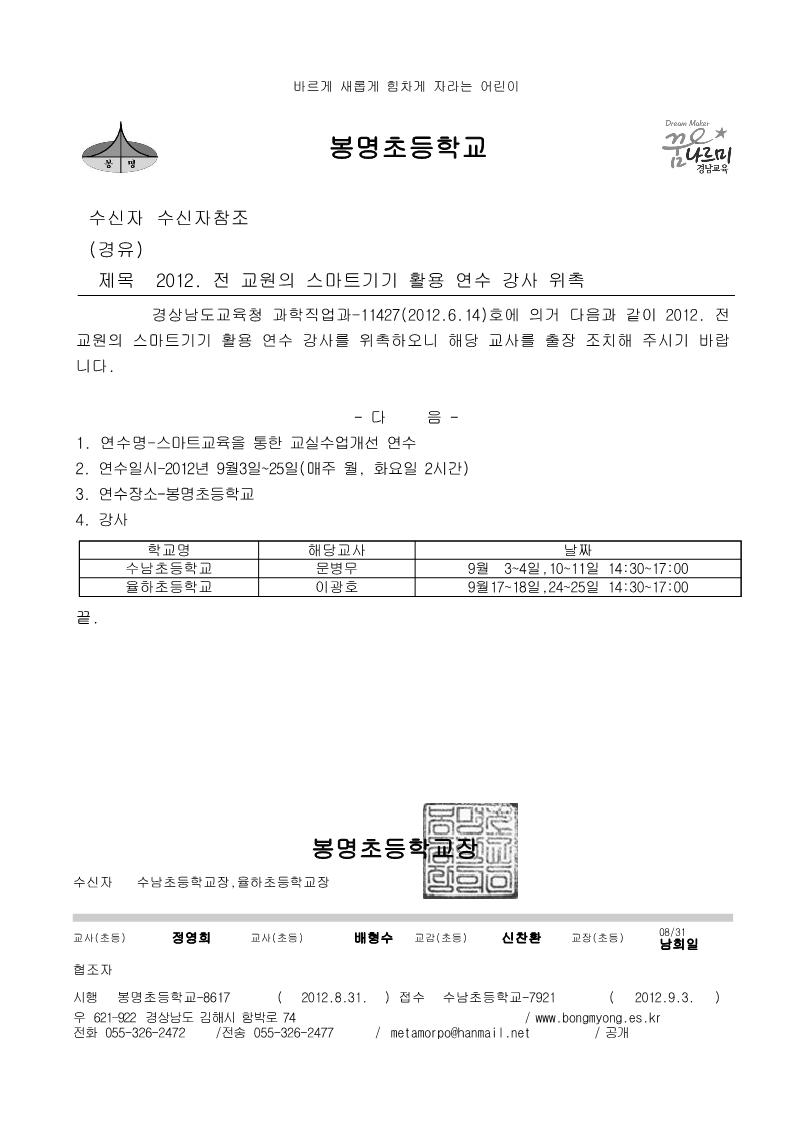 바르게 새롭게 힘차게 자라는 어린이
봉 명
봉명초등학교
Dream Maker
꿈나르미
경남교육
수신자 수신자참조
(경유)
제목 2012. 전 교원의 스마트기기 활용 연수 강사 위촉
경상남도교육청 과학직업과-11427(2012.6.14)호에 의거 다음과 같이 2012. 전
교원의 스마트기기 활용 연수 강사를 위촉하오니 해당 교사를 출장 조치해 주시기 바랍
니다.
- 다 음 -
1. 연수명-스마트교육을 통한 교실수업개선 연수
2. 연수일시-2012년 9월3일~25일(매주 월, 화요일 2시간)
3. 연수장소-봉명초등학교
4. 강사
학교명 해당교사 날짜
수남초등학교 문병무 9월 3~4일,10~11일 14:30~17:00
율하초등학교 이광호 9월17~18일,24~25일 14:30~17:00
끝.
봉명초등학교장
수신자 수남초등학교장,율하초등학교장
교사(초등) 정영희 교사(초등) 배형수 교감(초등) 신찬환 교장(초등) 08/31 남희일
협조자
시행 봉명초등학교-8617 ( 2012.8.31. ) 접수 수남초등학교-7921 ( 2012.9.3. )
우 621-922 경상남도 김해시 함박로 74 / www.bongmyong.es.kr
전화 055-326-2472 /전송 055-326-2477 / metamorpo@hanmail.net / 공개